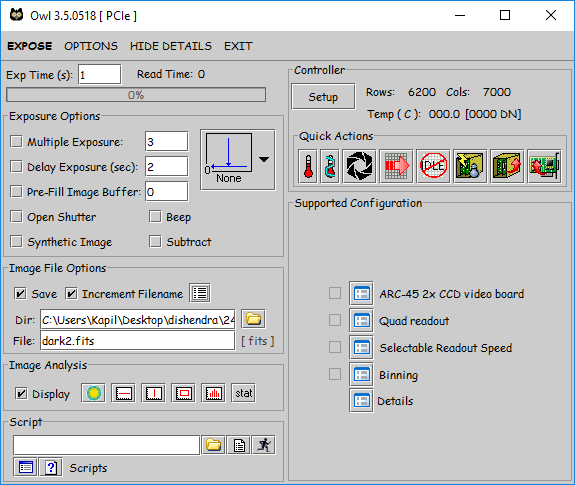 Owl 3.5.0518 [ PCIe ]
EXPOSE OPTIONS HIDE DETAILS EXIT
Exp Time (s): 1 Read Time: 0
0%
Exposure Options
Multiple Exposure: 3
Delay Exposure (sec): 2
Pre-Fill Image Buffer: 0
0
None
Open Shutter Beep
Synthetic Image Subtract
Image File Options
Save Increment Filename
Dir: C:\Users\Kapil\Desktop\dishendra\24
File: dark2.fits [ fits ]
Image Analysis
Display stat
Script
Scripts
Controller
Setup Rows: 6200 Cols: 7000
Temp ( C ): 000.0 [0000 DN]
Quick Actions
IDLE
Supported Configuration
ARC-45 2x CCD video board
Quad readout
Selectable Readout Speed
Binning
Details